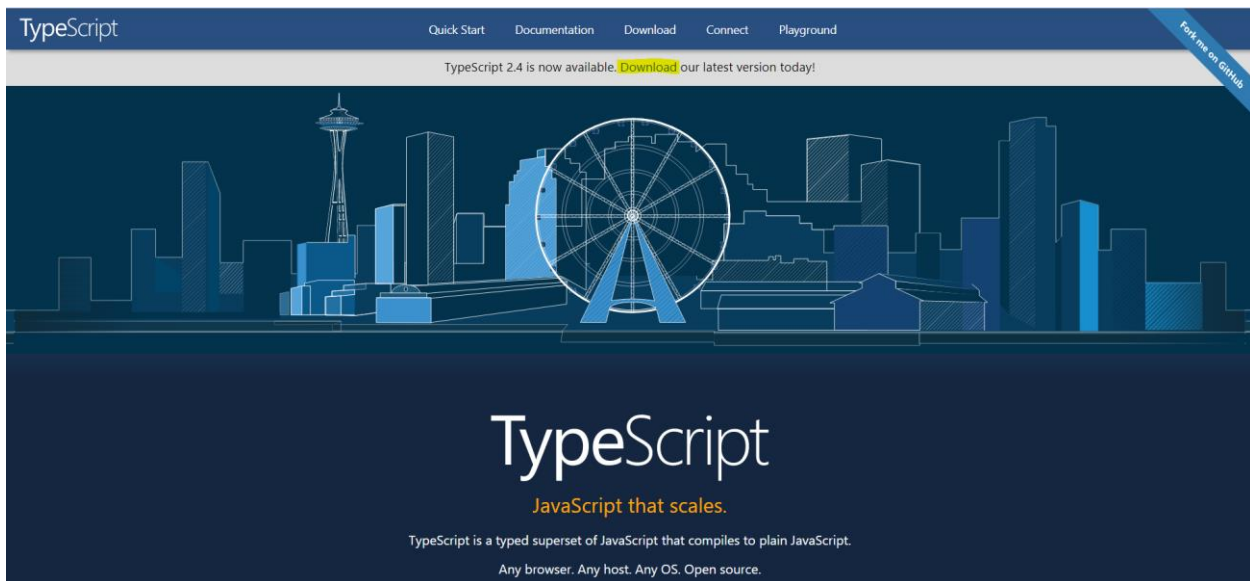 TypeScript
Quick Start Documentation Download Connect Playground
Fork me on GitHub
TypeScript 2.4 is now available. Download our latest version today!
TypeScript
JavaScript that scales.
TypeScript is a typed superset of JavaScript that compiles to plain JavaScript.
Any browser. Any host. Any OS. Open source.